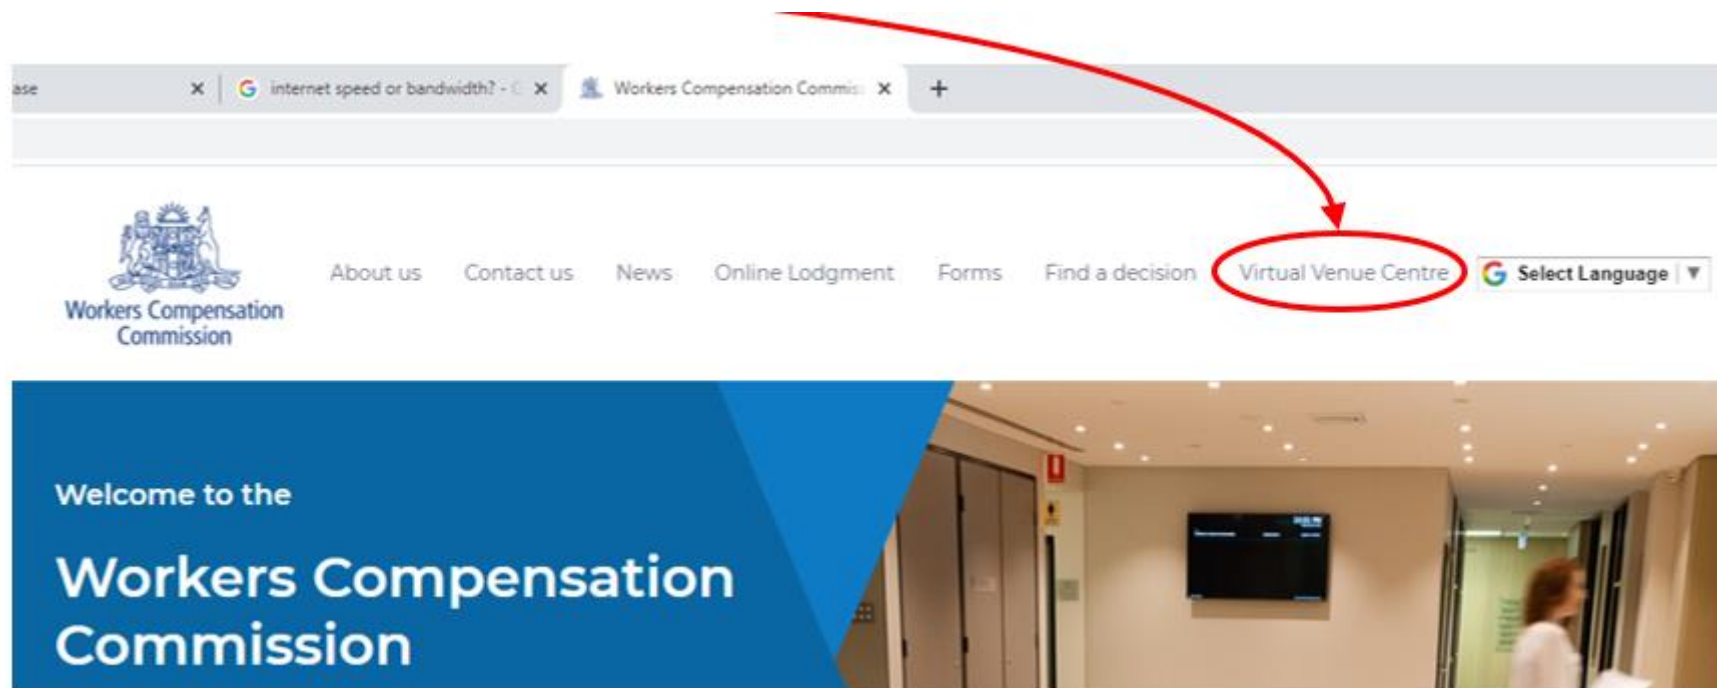 ase
internet speed or bandwidth? - G
Workers Compensation Commis
About us Contact us News Online Lodgment Forms Find a decision Virtual Venue Centre Select Language
Workers Compensation
Commission
Welcome to the
Workers Compensation
Commission